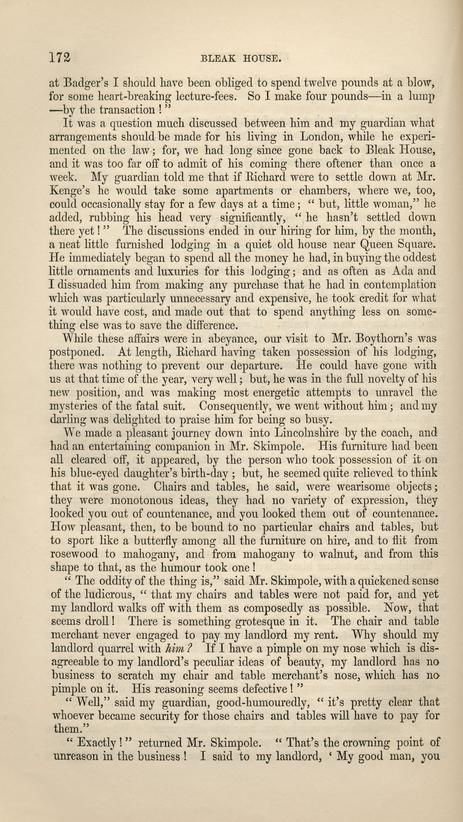 172 BLEAK HOUSE.
at Badger's I should have been obliged to spend twelve pounds at a blow,
for some heart-breaking lecture-fees. So I make four pounds—in a lump
—by the transaction!"
It was a question much discussed between him and my guardian what
arrangements should be made for his living in London, while he experi-
mented on the law; for, we had long since gone back to Bleak House,
and it was too far off to admit of his coming there oftener than once a
week. My guardian told me that if Richard were to settle down at Mr.
Kenge's he would take some apartments or chambers, where we, too,
could occasionally stay for a few days at a time; "but, little woman," he
added, rubbing his head very significantly, "he hasn't settled down
there yet!" The discussions ended in our hiring for him, by the month,
a neat little furnished lodging in a quiet old house near Queen Square.
He immediately began to spend all the money he had, in buying the oddest
little ornaments and luxuries for this lodging; and as often as Ada and
I dissuaded him from making any purchase that he had in contemplation
which was particularly unnecessary and expensive, he took credit for what
it would have cost, and made out that to spend anything less on some-
thing else was to save the difference.
While these affairs were in abeyance, our visit to Mr. Boythorn's was
postponed. At length, Richard having taken possession of his lodging,
there was nothing to prevent our departure. He could have gone with
us at that time of the year, very well; but, he was in the full novelty of his
new position, and was making most energetic attempts to unravel the
mysteries of the fatal suit. Consequently, we went without him; and my
darling was delighted to praise him for being so busy.
We made a pleasant journey down into Lincolnshire by the coach, and
had an entertaining companion in Mr. Skimpole. His furniture had been
all cleared off, it appeared, by the person who took possession of it on
his blue-eyed daughter's birth-day; but, he seemed quite relieved to think
that it was gone. Chairs and tables, he said, were wearisome objects;
they were monotonous ideas, they had no variety of expression, they
looked you out of countenance, and you looked them out of countenance.
How pleasant, then, to be bound to no particular chairs and tables, but
to sport like a butterfly among all the furniture on hire, and to flit from
rosewood to mahogany, and from mahogany to walnut, and from this
shape to that, as the humour took one!
"The oddity of the thing is," said Mr. Skimpole, with a quickened sense
of the ludicrous, "that my chairs and tables were not paid for, and yet
my landlord walks off with them as composedly as possible. Now, that
seems droll! There is something grotesque in it. The chair and table
merchant never engaged to pay my landlord my rent. Why should my
landlord quarrel with him? If I have a pimple on my nose which is dis-
agreeable to my landlord's peculiar ideas of beauty, my landlord has no
business to scratch my chair and table merchant's nose, which has no
pimple on it. His reasoning seems defective!"
"Well," said my guardian, good-humouredly, "it's pretty clear that
whoever became security for those chairs and tables will have to pay for
them."
"Exactly!" returned Mr. Skimpole. "That's the crowning point of
unreason in the business! I said to my landlord, 'My good man, you